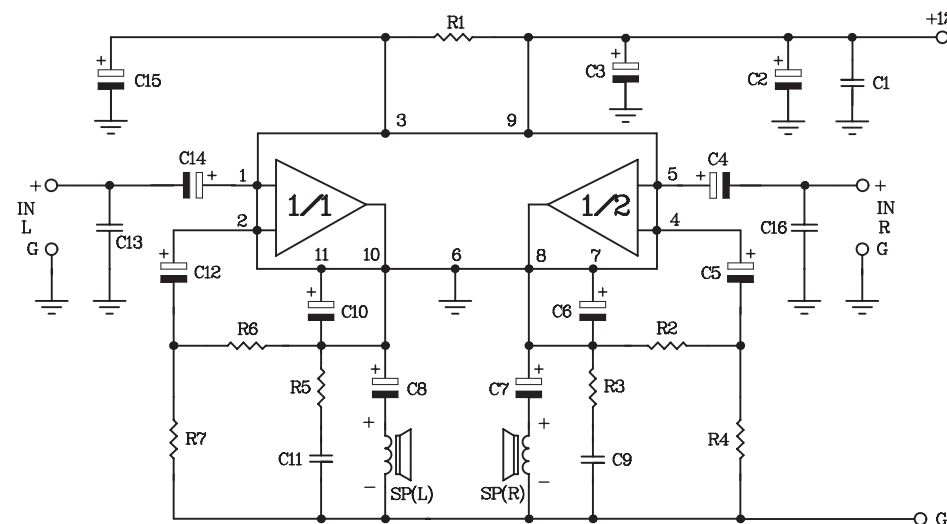 R1
+12
C15
C3
C2
C1
3
9
C14
1
5
C4
+
IN
L
G
C13
2
1/1
1/2
4
C16
+
IN
R
G
C12
11
10
6
8
7
C5
C10
C6
R6
R2
R5
C8
C7
R3
R7
C11
SP(L)
SP(R)
C9
R4
G